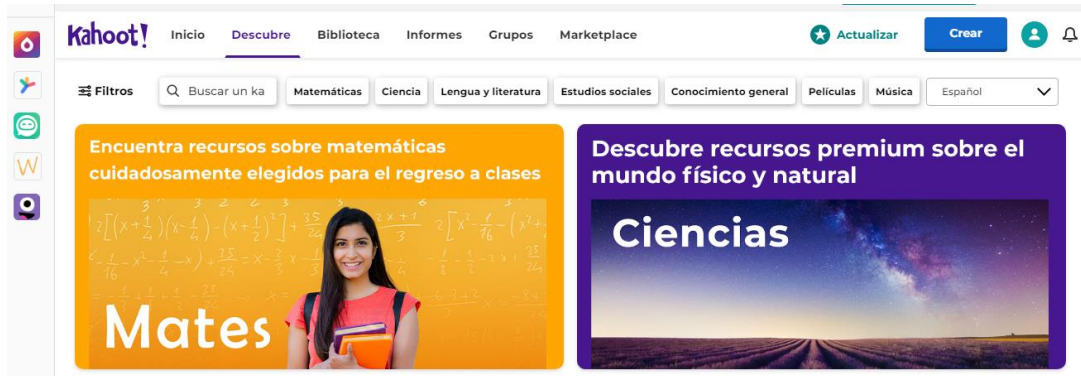 Kahoot! Inicio Descubre Biblioteca Informes Grupos Marketplace Actualizar Crear
Filtros Buscar un ka Matemáticas Ciencia Lengua y literatura Estudios sociales Conocimiento general Películas Música Español
Encuentra recursos sobre matemáticas
cuidadosamente elegidos para el regreso a clases
Mates
Descubre recursos premium sobre el
mundo físico y natural
Ciencias